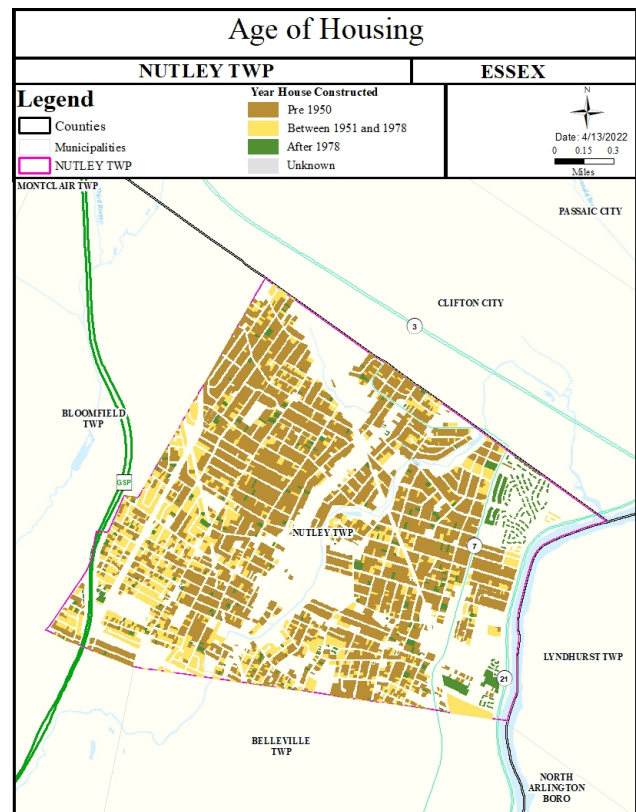 Age of Housing
NUTLEY TWP
ESSEX
Legend
Counties
Municipalities
NUTLEY TWP
Year House Constructed
Pre 1950
Between 1951 and 1978
After 1978
Unknown
N
Date: 4/13/2022
0 0.15 0.3
Miles
MONTCLAIR TWP
PASSAIC CITY
CLIFTON CITY
3
BLOOMFIELD
TWP
GSP
NUTLEY TWP
7
LYNDHURST TWP
21
BELLEVILLE
TWP
NORTH
ARLINGTON
BORO